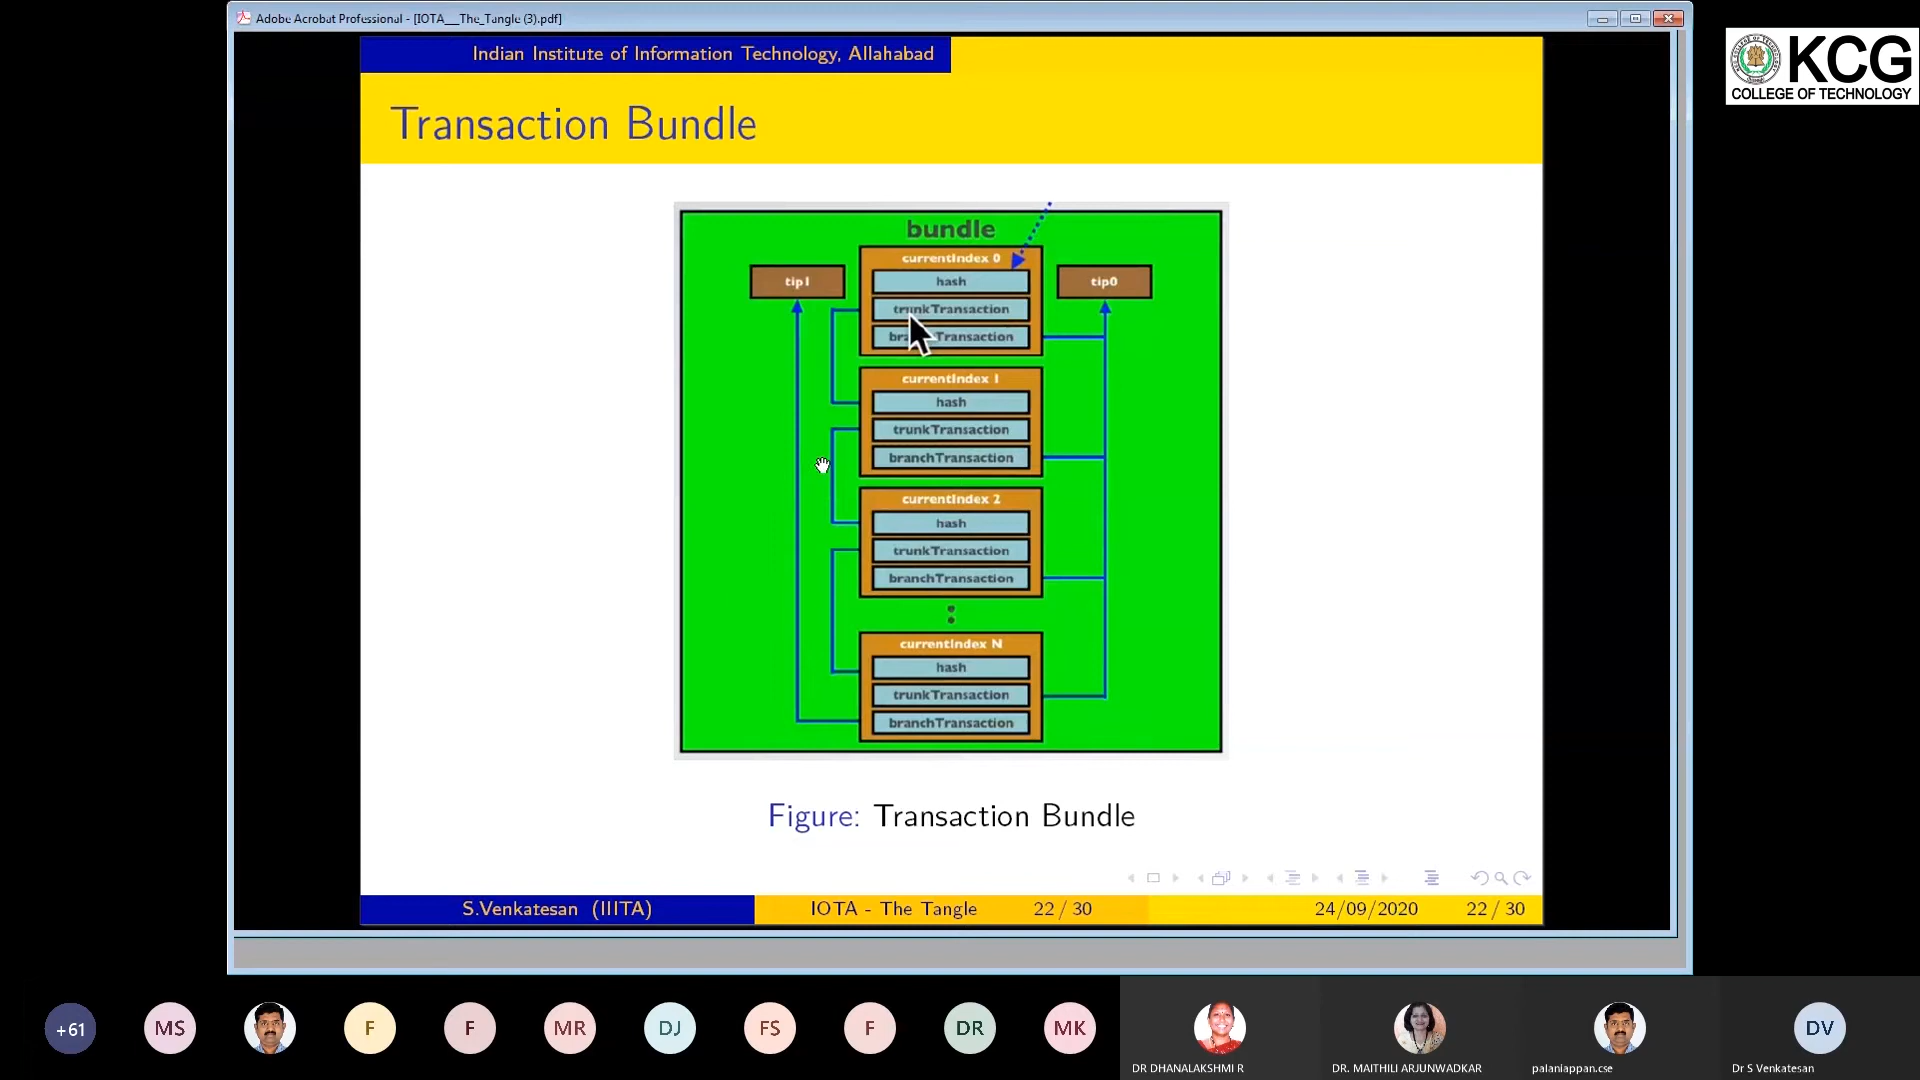 Adobe Acrobat Professional - [IOTA__The_Tangle (3).pdf]
Indian Institute of Information Technology, Allahabad
KCG
COLLEGE OF TECHNOLOGY
Transaction Bundle
bundle
currentIndex 0
tip1
hash
tip0
trunkTransaction
branchTransaction
currentIndex 1
hash
trunkTransaction
branchTransaction
currentIndex 2
hash
trunkTransaction
branchTransaction
currentIndex N
hash
trunkTransaction
branchTransaction
Figure: Transaction Bundle
S.Venkatesan (IIITA)
IOTA - The Tangle
22 / 30
24/09/2020
22 / 30
+61
MS
F
F
MR
DJ
FS
F
DR
MK
DV
DR DHANALAKSHMI R
DR. MAITHILI ARJUNWADKAR
palaniappan.cse
Dr S Venkatesan